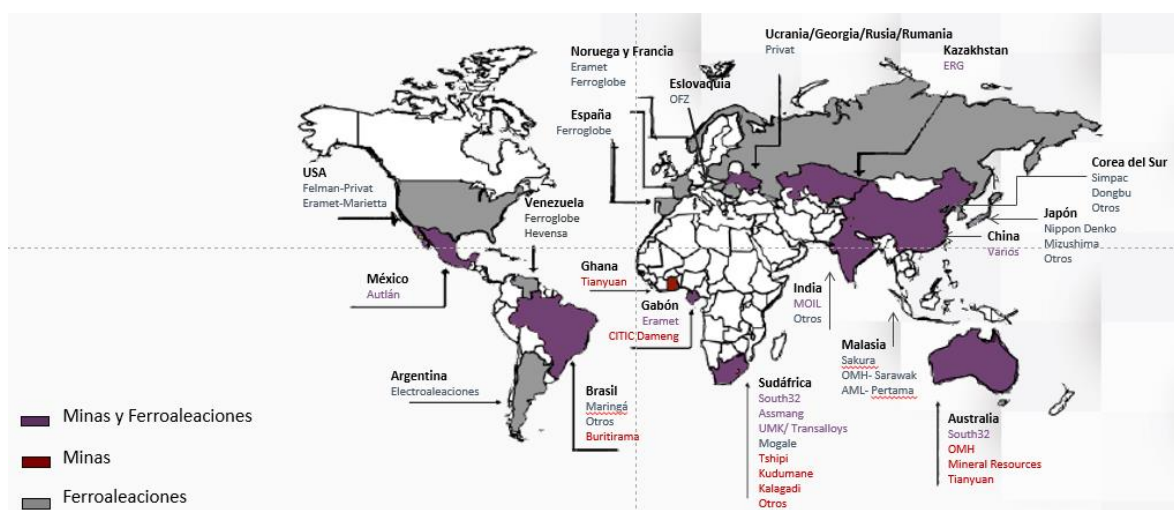 Ucrania/Georgia/Rusia/Rumania
Privat
Noruega y Francia
Eramet
Ferroglobe
Kazakhstan
ERG
Eslovaquia
OFZ
España
Ferroglobe
Corea del Sur
Simpac
Dongbu
Otros
USA
Felman-Privat
Eramet-Marietta
Venezuela
Ferroglobe
Hevensa
Japón
Nippon Denko
Mizushima
Otros
China
Varios
México
Autlán
Ghana
Tianyuan
Gabón
Eramet
CITIC Dameng
India
MOIL
Otros
Malasia
Sakura
OMH- Sarawak
AML- Pertama
Argentina
Electroaleaciones
Brasil
Maringá
Otros
Buritirama
Sudáfrica
South32
Assmang
UMK/ Transalloys
Mogale
Tshipi
Kudumane
Kalagadi
Otros
Australia
South32
OMH
Mineral Resources
Tianyuan
Minas y Ferroaleaciones
Minas
Ferroaleaciones